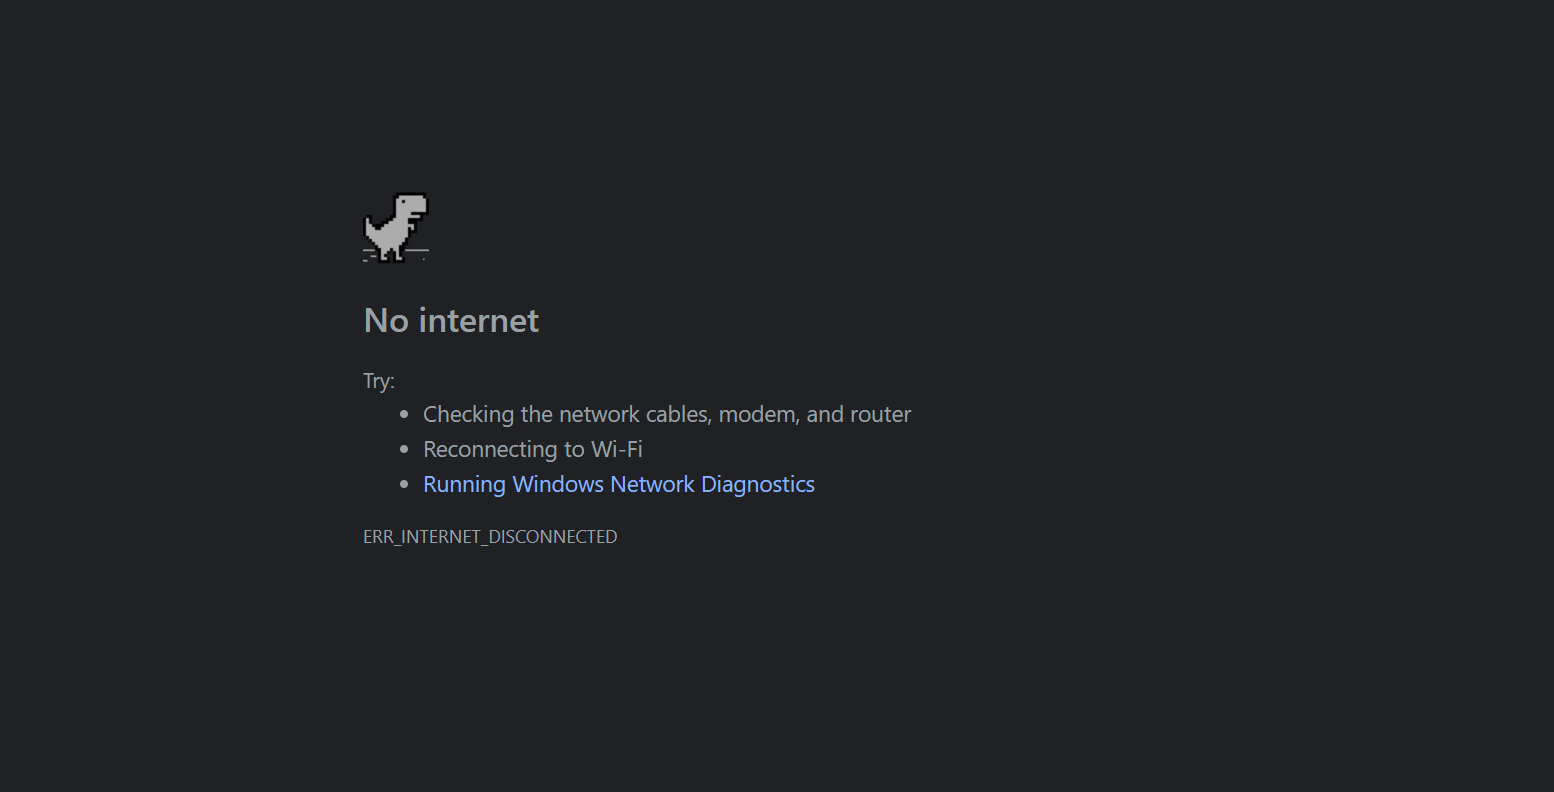 No internet
Try:
Checking the network cables, modem, and router
Reconnecting to Wi-Fi
Running Windows Network Diagnostics
ERR_INTERNET_DISCONNECTED